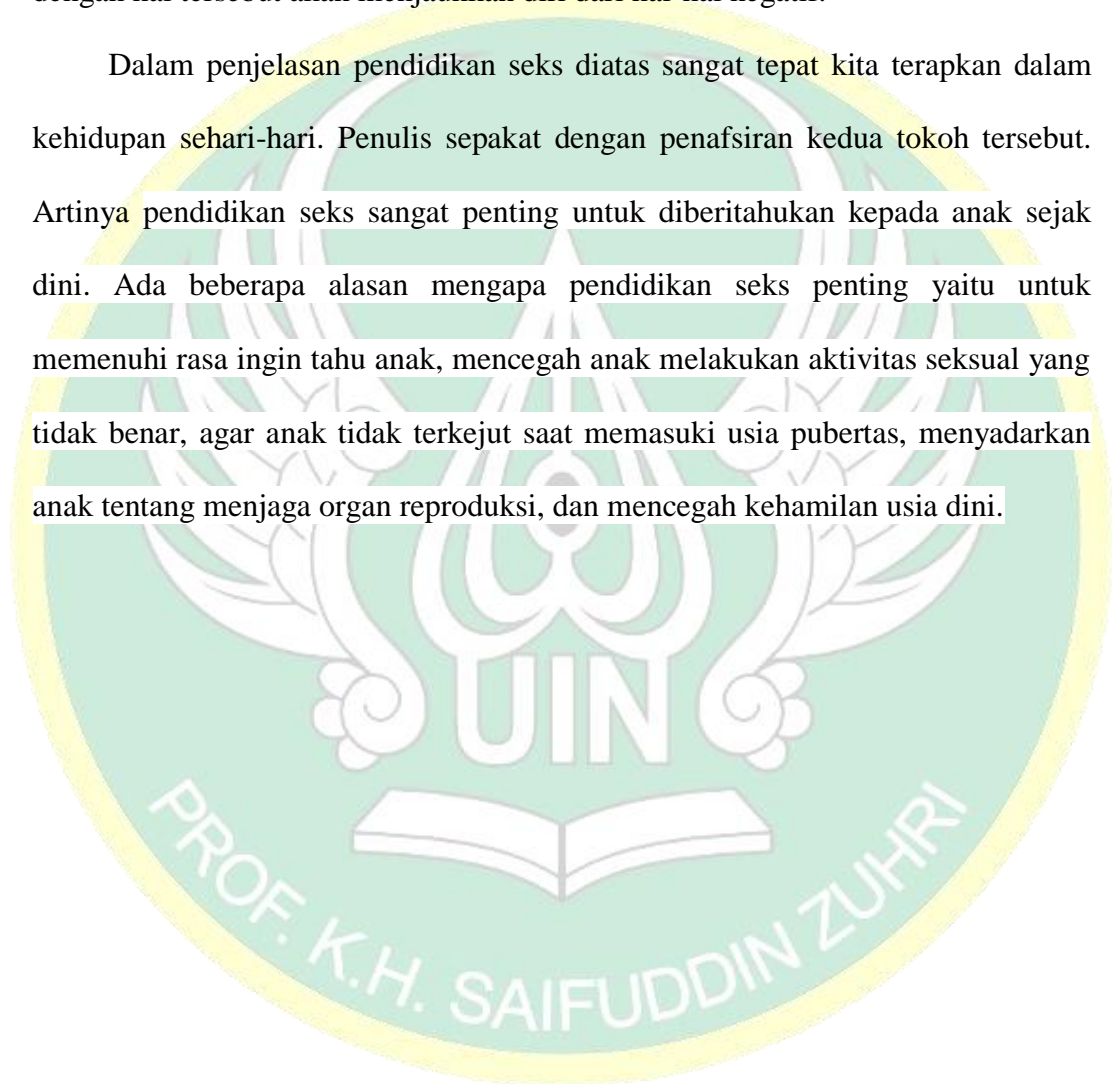 Dalam penjelasan pendidikan seks diatas sangat tepat kita terapkan dalam
kehidupan sehari-hari. Penulis sepakat dengan penafsiran kedua tokoh tersebut.
Artinya pendidikan seks sangat penting untuk diberitahukan kepada anak sejak
dini. Ada beberapa alasan mengapa pendidikan seks penting yaitu untuk
memenuhi rasa ingin tahu anak, mencegah anak melakukan aktivitas seksual yang
tidak benar, agar anak tidak terkejut saat memasuki usia pubertas, menyadarkan
anak tentang menjaga organ reproduksi, dan mencegah kehamilan usia dini.
UIN
PROF. K.H. SAIFUDDIN ZUHRI